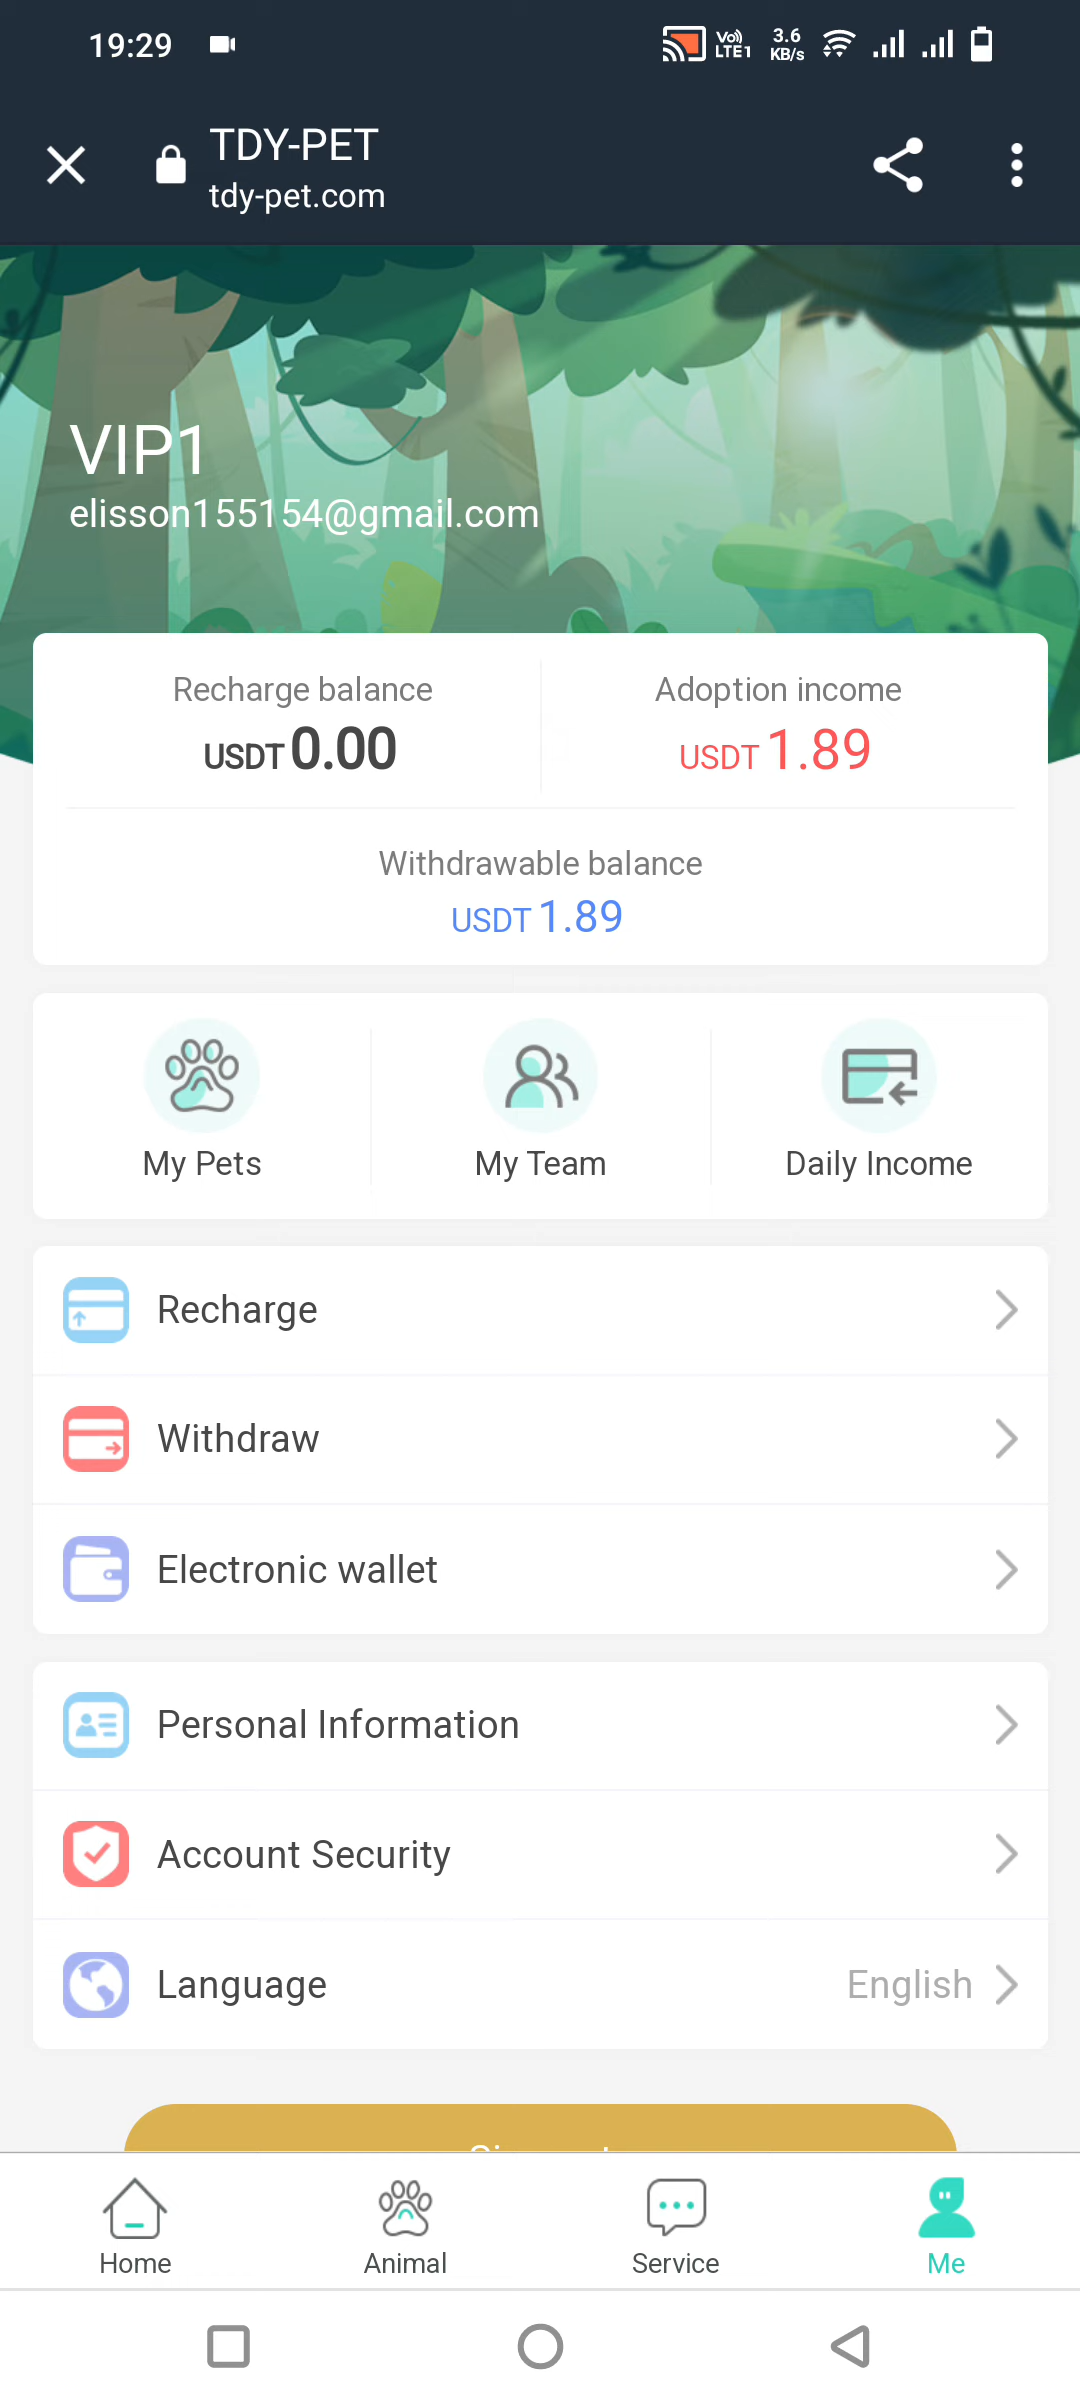 19:29
Vo)) LTE1
3.6 KB/s
TDY-PET
tdy-pet.com
VIP1
elisson155154@gmail.com
Recharge balance
USDT 0.00
Adoption income
USDT 1.89
Withdrawable balance
USDT 1.89
My Pets
My Team
Daily Income
Recharge
Withdraw
Electronic wallet
Personal Information
Account Security
Language
English
Home
Animal
Service
Me